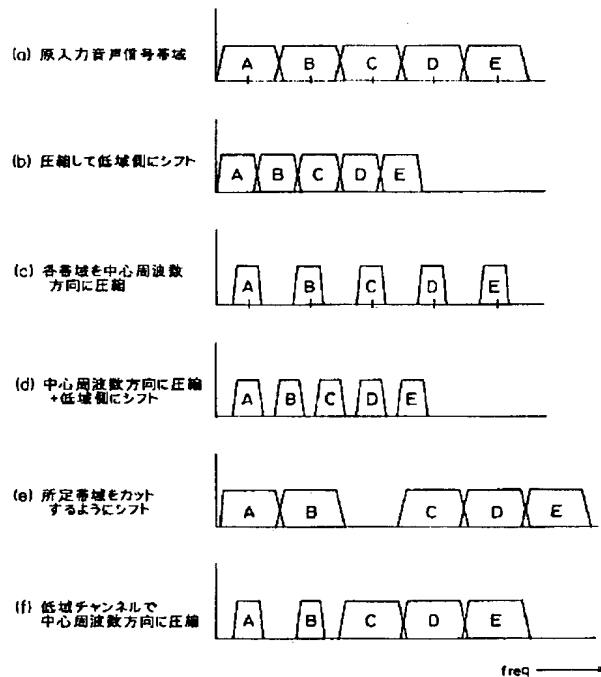 (a) 原入力音声信号帯域
A B C D E
(b) 圧縮して低域側にシフト
A B C D E
(c) 各帯域を中心周波数
方向に圧縮
A B C D E
(d) 中心周波数方向に圧縮
+低域側にシフト
A B C D E
(e) 所定帯域をカット
するようにシフト
A B C D E
(f) 低域チャンネルで
中心周波数方向に圧縮
A B C D E
freq